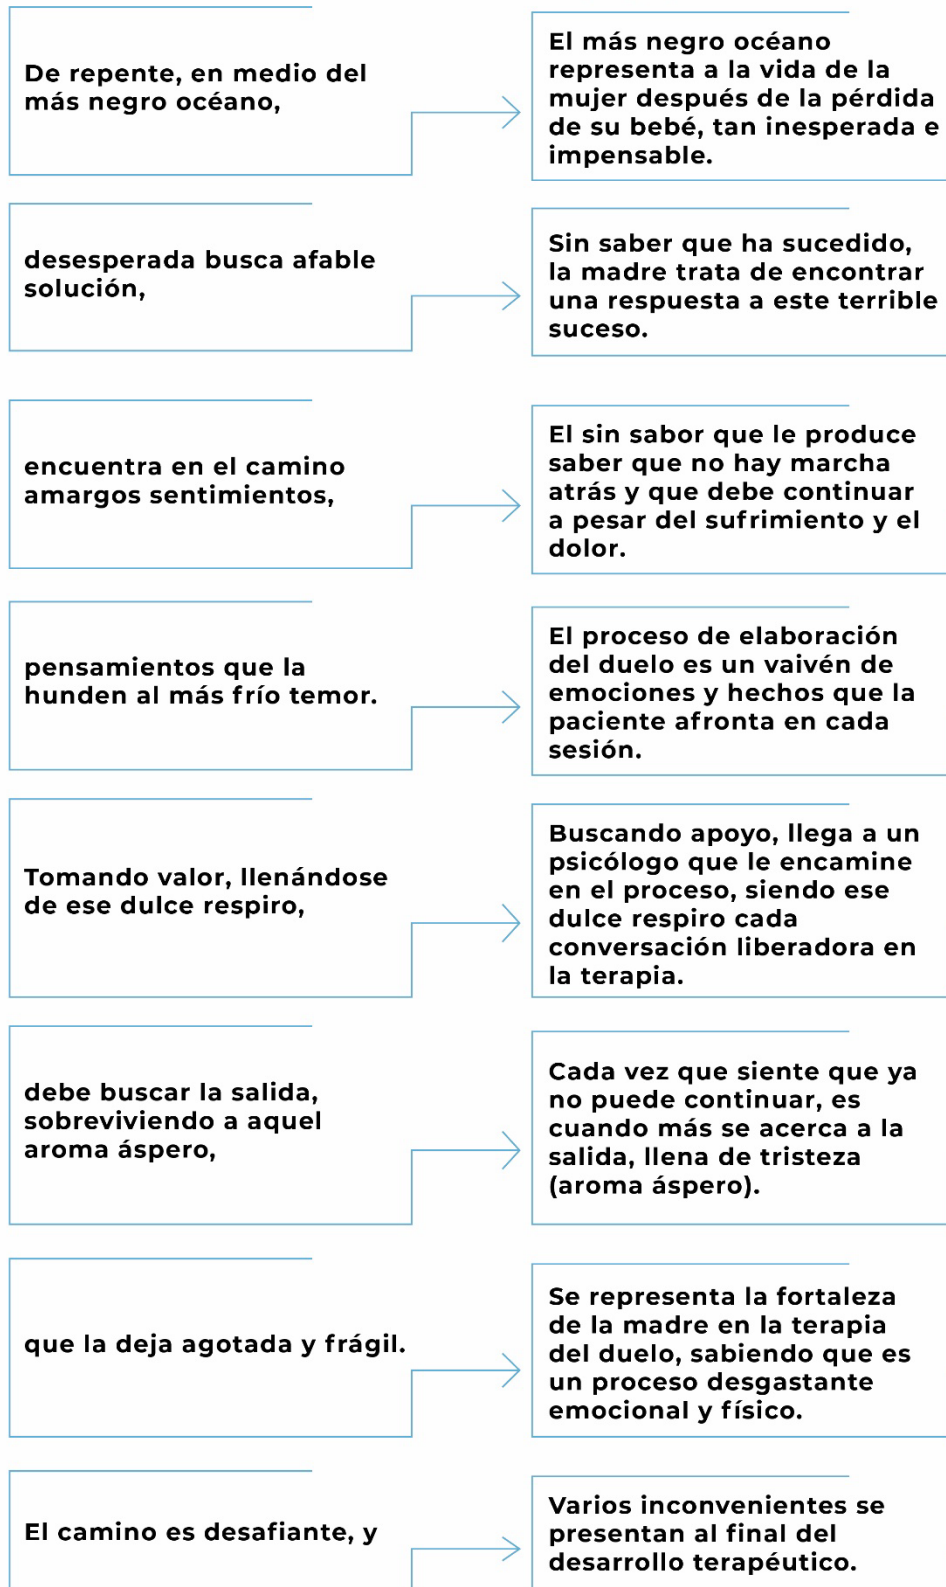 De repente, en medio del
más negro océano,
El más negro océano
representa a la vida de la
mujer después de la pérdida
de su bebé, tan inesperada e
impensable.
desesperada busca afable
solución,
Sin saber que ha sucedido,
la madre trata de encontrar
una respuesta a este terrible
suceso.
encuentra en el camino
amargos sentimientos,
El sin sabor que le produce
saber que no hay marcha
atrás y que debe continuar
a pesar del sufrimiento y el
dolor.
pensamientos que la
hunden al más frío temor.
El proceso de elaboración
del duelo es un vaivén de
emociones y hechos que la
paciente afronta en cada
sesión.
Tomando valor, llenándose
de ese dulce respiro,
Buscando apoyo, llega a un
psicólogo que le encamine
en el proceso, siendo ese
dulce respiro cada
conversación liberadora en
la terapia.
debe buscar la salida,
sobreviviendo a aquel
aroma áspero,
Cada vez que siente que ya
no puede continuar, es
cuando más se acerca a la
salida, llena de tristeza
(aroma áspero).
que la deja agotada y frágil.
Se representa la fortaleza
de la madre en la terapia
del duelo, sabiendo que es
un proceso desgastante
emocional y físico.
El camino es desafiante, y
Varios inconvenientes se
presentan al final del
desarrollo terapéutico.